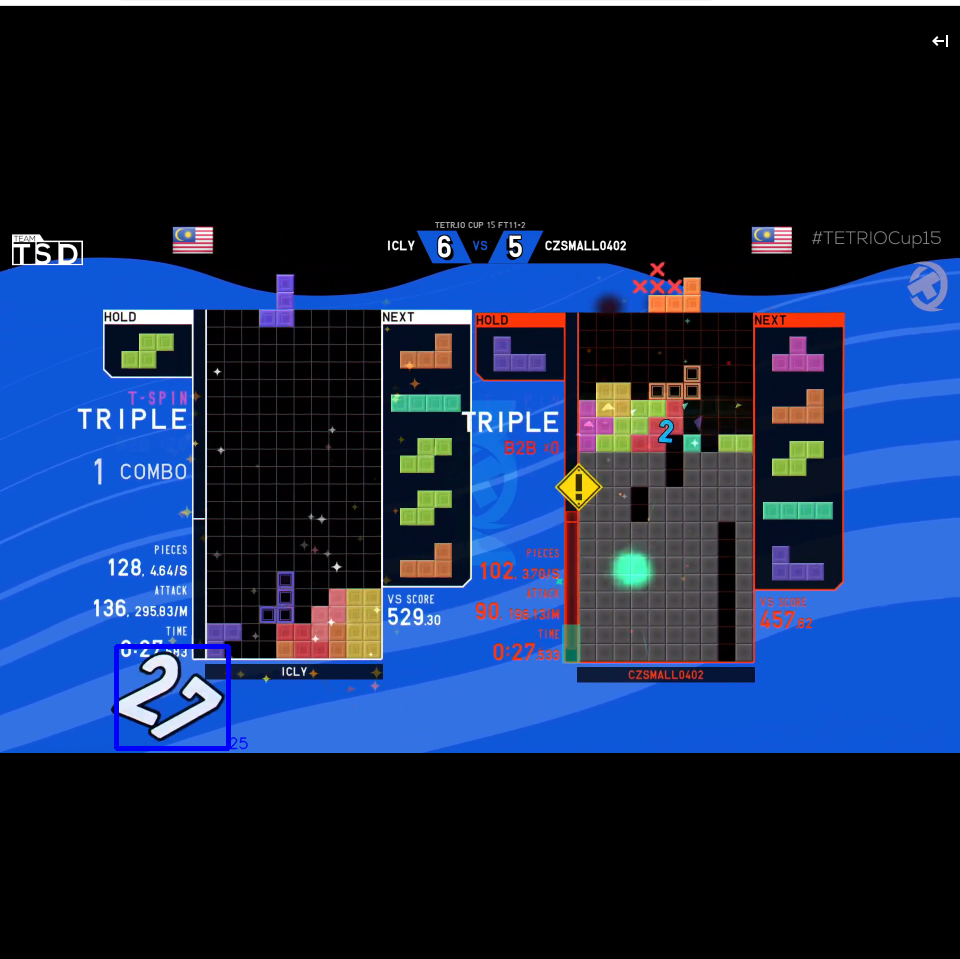 TETR.IO CUP 15 FT11-2
TEAM
TSD
ICLY 6 VS 5 CZSMALL0402
#TETRIOCup15
HOLD
NEXT
T-SPIN
TRIPLE
1 COMBO
PIECES
128, 4.64/S
ATTACK
136, 295.83/M
TIME
VS SCORE
529.30
ICLY
27
25
HOLD
NEXT
TRIPLE
B2B x0
2
!
PIECES
102, 3.70/S
ATTACK
TIME
0:27.533
VS SCORE
CZSMALL0402